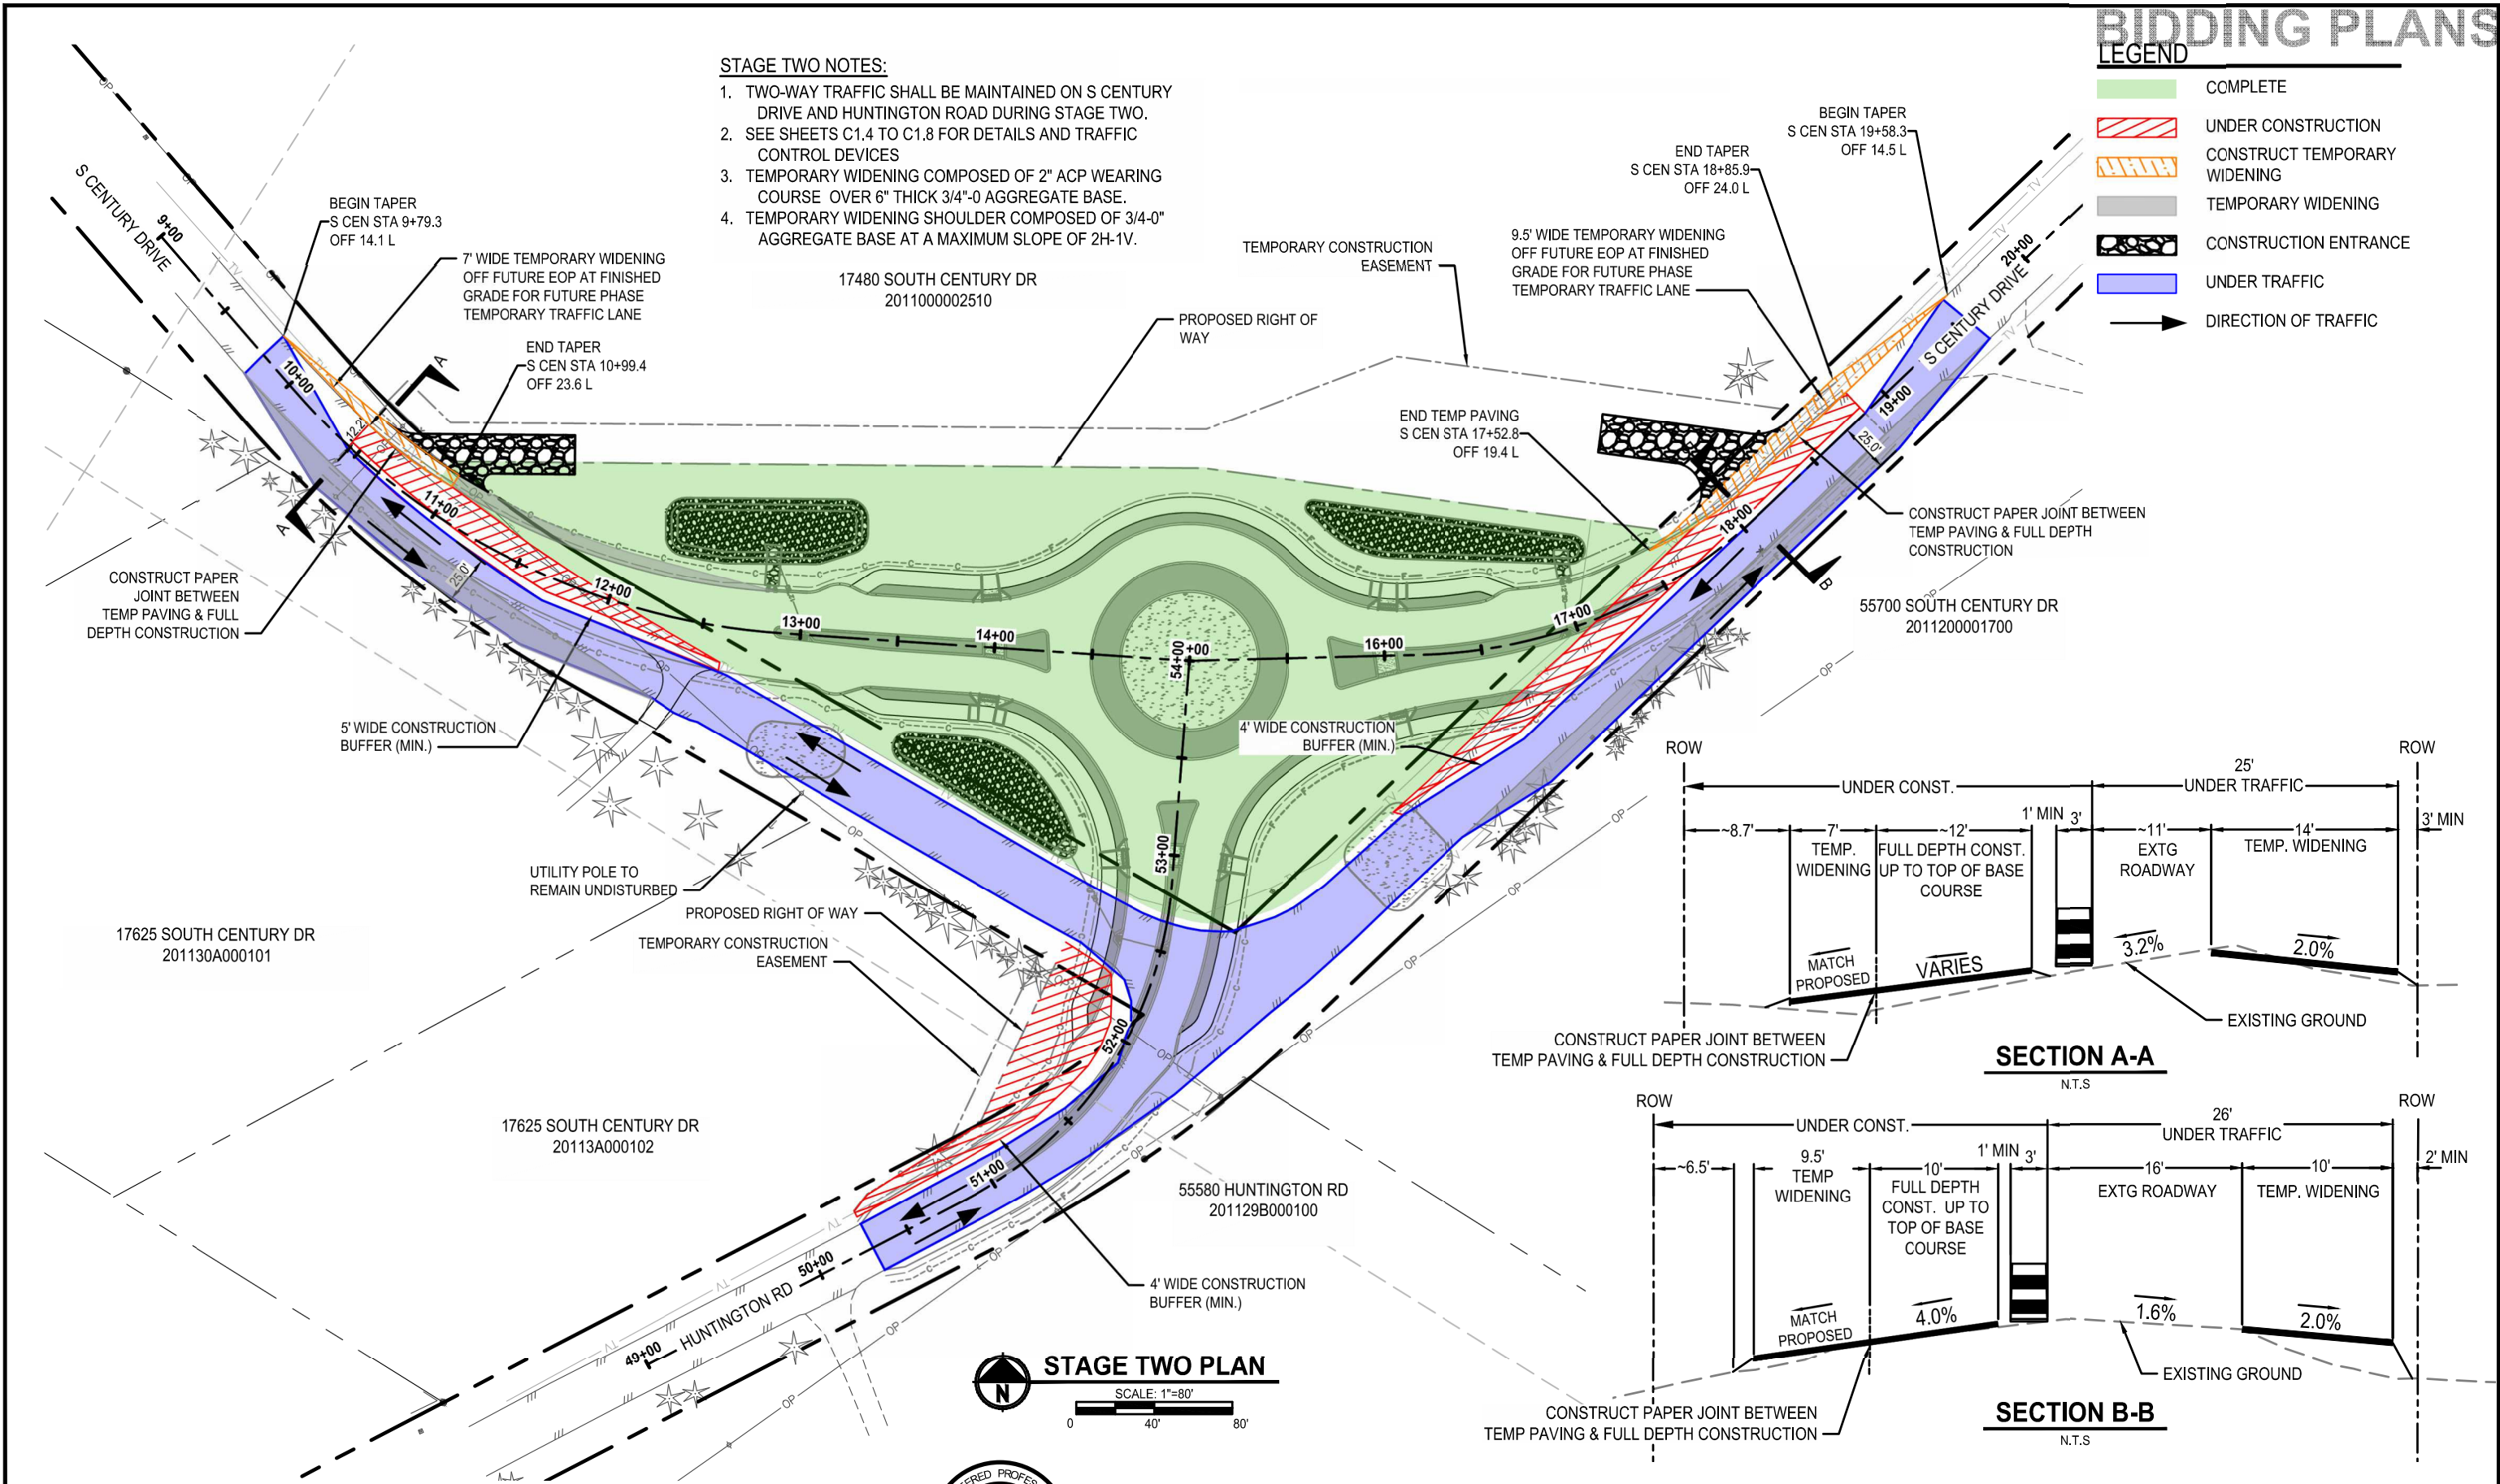 BIDDING PLANS
LEGEND
COMPLETE
UNDER CONSTRUCTION
CONSTRUCT TEMPORARY
WIDENING
TEMPORARY WIDENING
CONSTRUCTION ENTRANCE
UNDER TRAFFIC
DIRECTION OF TRAFFIC
STAGE TWO NOTES:
1. TWO-WAY TRAFFIC SHALL BE MAINTAINED ON S CENTURY
DRIVE AND HUNTINGTON ROAD DURING STAGE TWO.
2. SEE SHEETS C1.4 TO C1.8 FOR DETAILS AND TRAFFIC
CONTROL DEVICES
3. TEMPORARY WIDENING COMPOSED OF 2" ACP WEARING
COURSE OVER 6" THICK 3/4"-0 AGGREGATE BASE.
4. TEMPORARY WIDENING SHOULDER COMPOSED OF 3/4-0"
AGGREGATE BASE AT A MAXIMUM SLOPE OF 2H-1V.
17480 SOUTH CENTURY DR
2011000002510
S CENTURY DRIVE
9+00
BEGIN TAPER
S CEN STA 9+79.3
OFF 14.1 L
7' WIDE TEMPORARY WIDENING
OFF FUTURE EOP AT FINISHED
GRADE FOR FUTURE PHASE
TEMPORARY TRAFFIC LANE
END TAPER
S CEN STA 10+99.4
OFF 23.6 L
PROPOSED RIGHT OF
WAY
TEMPORARY CONSTRUCTION
EASEMENT
9.5' WIDE TEMPORARY WIDENING
OFF FUTURE EOP AT FINISHED
GRADE FOR FUTURE PHASE
TEMPORARY TRAFFIC LANE
END TAPER
S CEN STA 18+85.9
OFF 24.0 L
BEGIN TAPER
S CEN STA 19+58.3
OFF 14.5 L
END TEMP PAVING
S CEN STA 17+52.8
OFF 19.4 L
20+00
S CENTURY DRIVE
19+00
25.0'
18+00
17+00
16+00
+00
54+00
14+00
13+00
12+00
11+00
10+00
12.2'
25.0'
A
A
B
CONSTRUCT PAPER JOINT BETWEEN
TEMP PAVING & FULL DEPTH
CONSTRUCTION
55700 SOUTH CENTURY DR
2011200001700
CONSTRUCT PAPER
JOINT BETWEEN
TEMP PAVING & FULL
DEPTH CONSTRUCTION
5' WIDE CONSTRUCTION
BUFFER (MIN.)
4' WIDE CONSTRUCTION
BUFFER (MIN.)
53+00
UTILITY POLE TO
REMAIN UNDISTURBED
PROPOSED RIGHT OF WAY
TEMPORARY CONSTRUCTION
EASEMENT
17625 SOUTH CENTURY DR
201130A000101
52+00
17625 SOUTH CENTURY DR
20113A000102
51+00
55580 HUNTINGTON RD
201129B000100
4' WIDE CONSTRUCTION
BUFFER (MIN.)
50+00
HUNTINGTON RD
49+00
N
STAGE TWO PLAN
SCALE: 1"=80'
0 40' 80'
ROW ROW
25'
UNDER CONST. UNDER TRAFFIC
1' MIN 3' 3' MIN
~8.7' 7' ~12' ~11' 14'
TEMP. WIDENING
FULL DEPTH CONST. UP TO TOP OF BASE COURSE
EXTG ROADWAY
TEMP. WIDENING
MATCH PROPOSED
VARIES
3.2%
2.0%
EXISTING GROUND
CONSTRUCT PAPER JOINT BETWEEN
TEMP PAVING & FULL DEPTH CONSTRUCTION
SECTION A-A
N.T.S
ROW ROW
26'
UNDER CONST. UNDER TRAFFIC
1' MIN 3' 2' MIN
~6.5' 9.5' 10' 16' 10'
TEMP WIDENING
FULL DEPTH CONST. UP TO TOP OF BASE COURSE
EXTG ROADWAY
TEMP. WIDENING
MATCH PROPOSED
4.0%
1.6%
2.0%
EXISTING GROUND
CONSTRUCT PAPER JOINT BETWEEN
TEMP PAVING & FULL DEPTH CONSTRUCTION
SECTION B-B
N.T.S